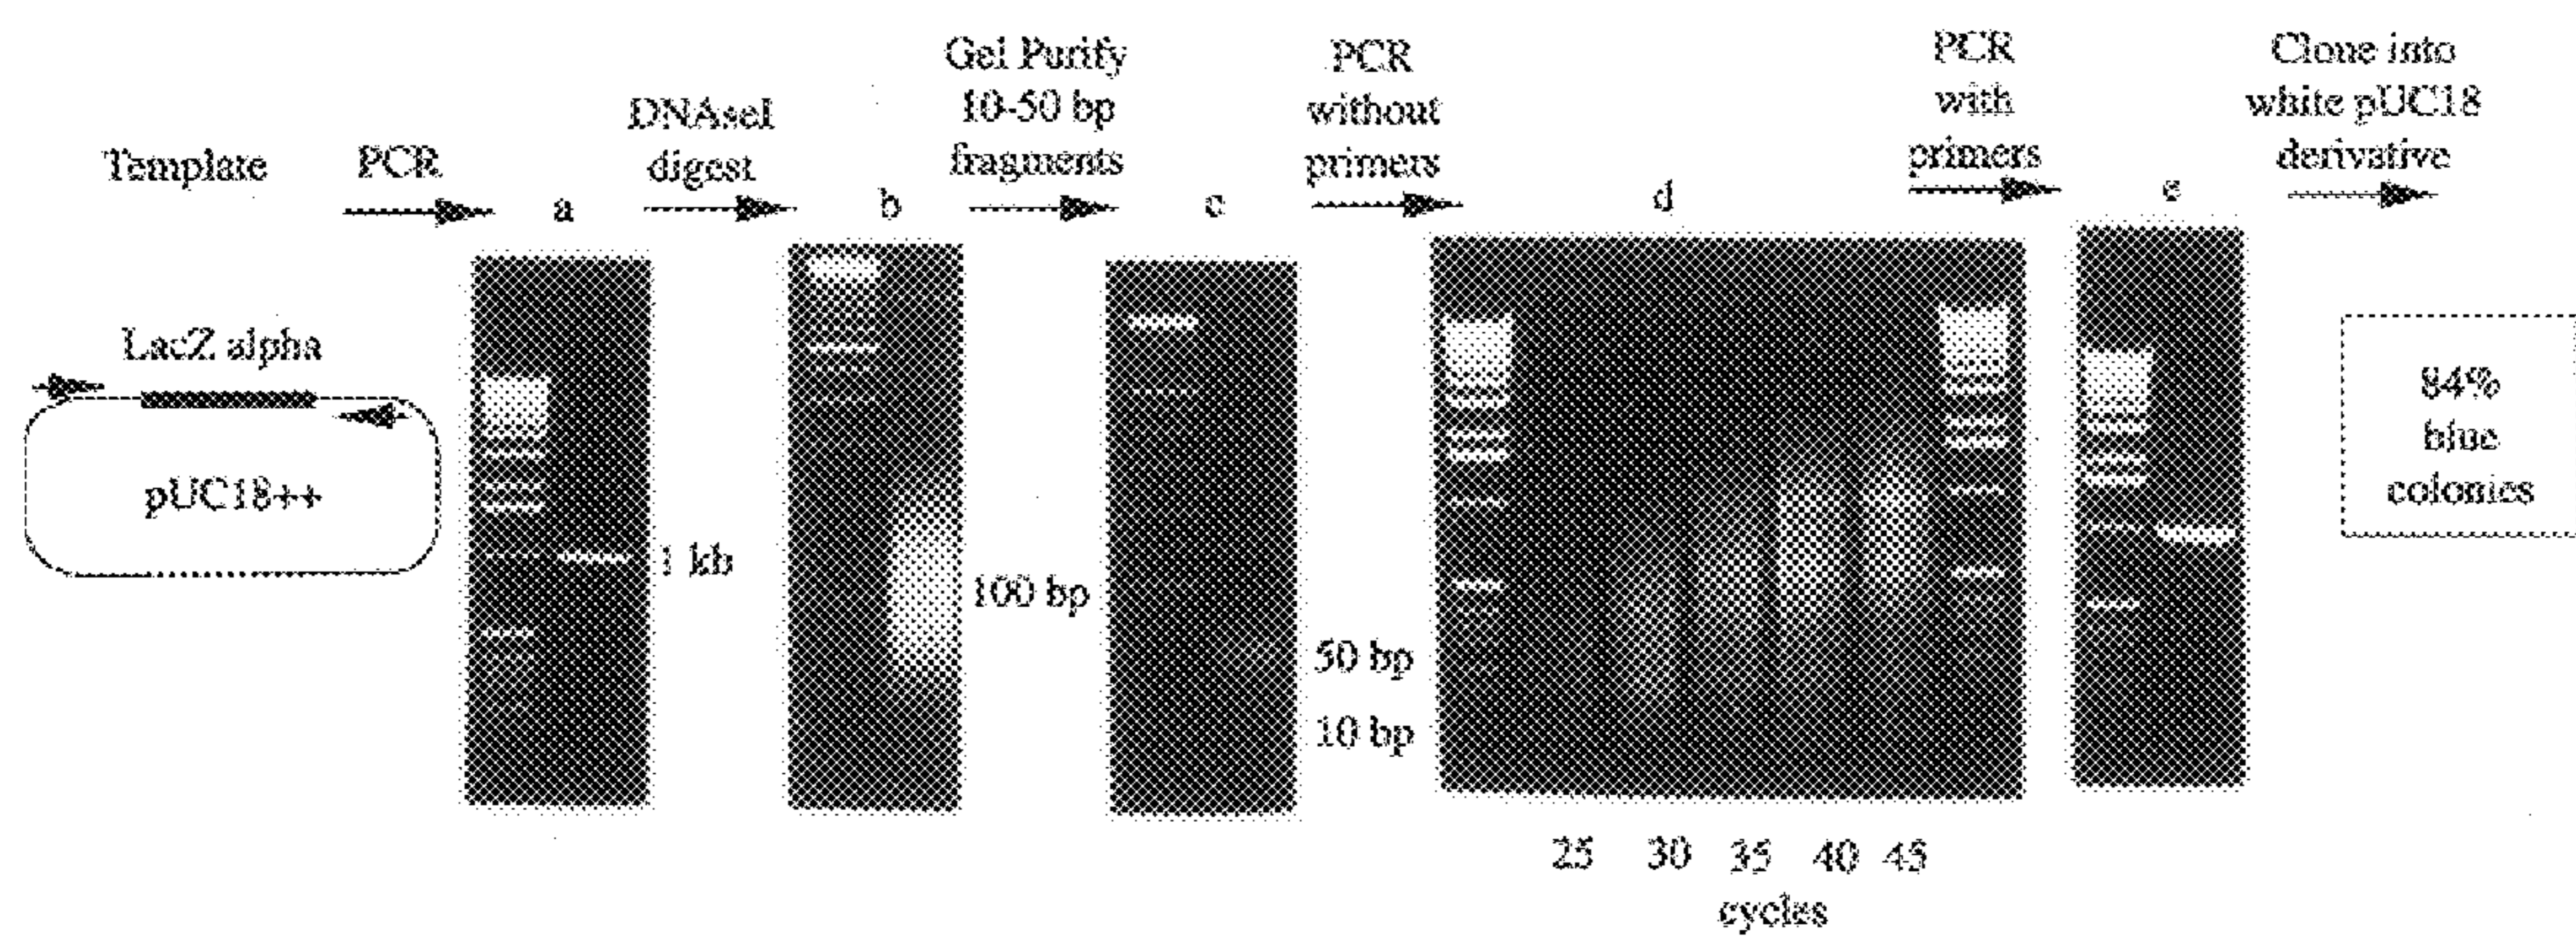 Template
PCR
a
DNAseI
digest
b
Gel Purify
10-50 bp
fragments
c
PCR
without
primers
d
PCR
with
primers
e
Clone into
white pUC18
derivative
LacZ alpha
pUC18++
1 kb
100 bp
50 bp
10 bp
84%
blue
colonies
25 30 35 40 45
cycles